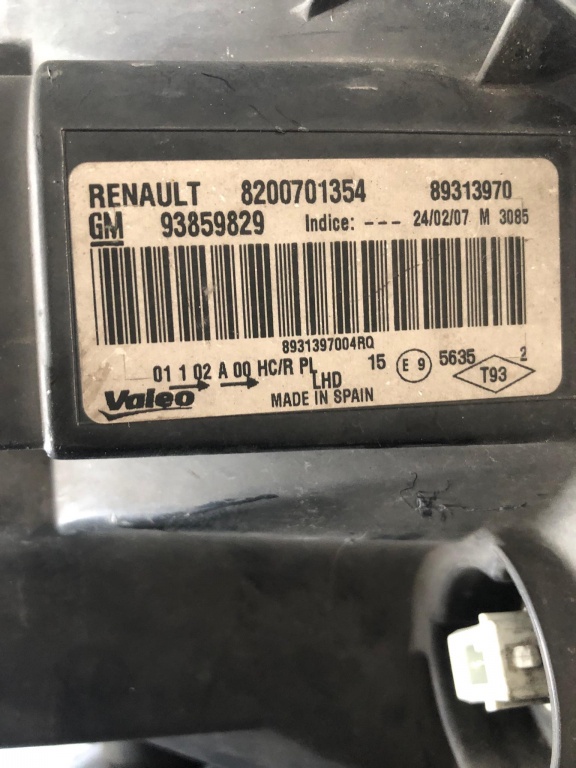 RENAULT 8200701354 89313970
GM 93859829 Indice: --- 24/02/07 M 3085
8931397004RQ
01 1 02 A 00 HC/R PL 15 E 9 5635 2
LHD T93
Valeo MADE IN SPAIN